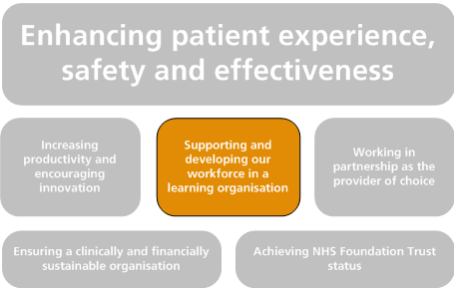 Enhancing patient experience,
safety and effectiveness
Increasing
productivity and
encouraging
innovation
Supporting and
developing our
workforce in a
learning organisation
Working in
partnership as the
provider of choice
Ensuring a clinically and financially
sustainable organisation
Achieving NHS Foundation Trust
status